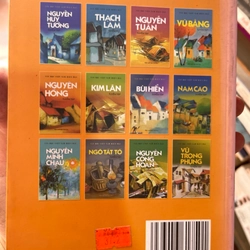 NGUYỄN
HUY
TƯỞNG
THẠCH
LAM
NGUYỄN
TUÂN
VŨ BẰNG
NGUYÊN
HỒNG
KIM LÂN
BÙI HIỂN
NAM CAO
NGUYỄN
MINH
CHÂU
NGÔ TẤT TỐ
NGUYỄN
CÔNG
HOAN
VŨ
TRỌNG
PHỤNG